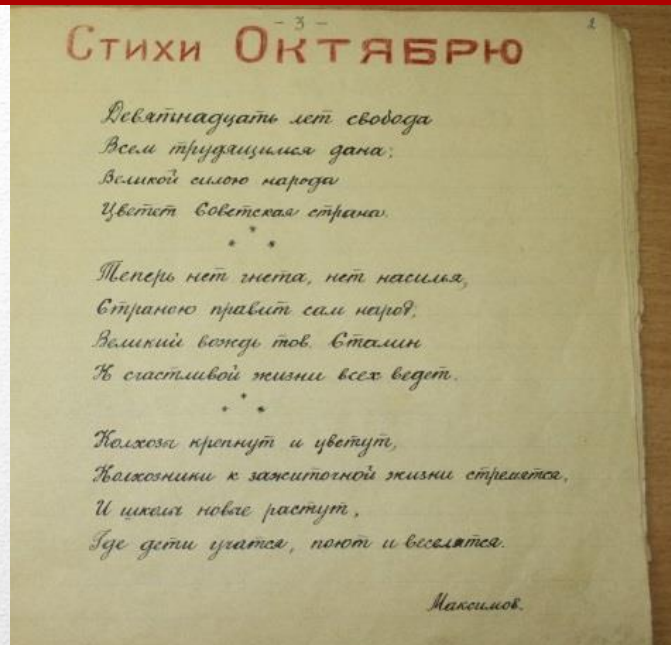 - 3 -
2
Стихи Октябрю
Девятнадцать лет свобода
Всем трудящимся дана;
Великой силою народа
Цветет Советская страна.
* * *
Теперь нет гнета, нет насилья,
Страною правит сам народ;
Великий вождь тов. Сталин
К счастливой жизни всех ведет.
* * *
Колхозы крепнут и цветут,
Колхозники к зажиточной жизни стремятся,
И школы новые растут,
Где дети учатся, поют и веселятся.
Максимов.